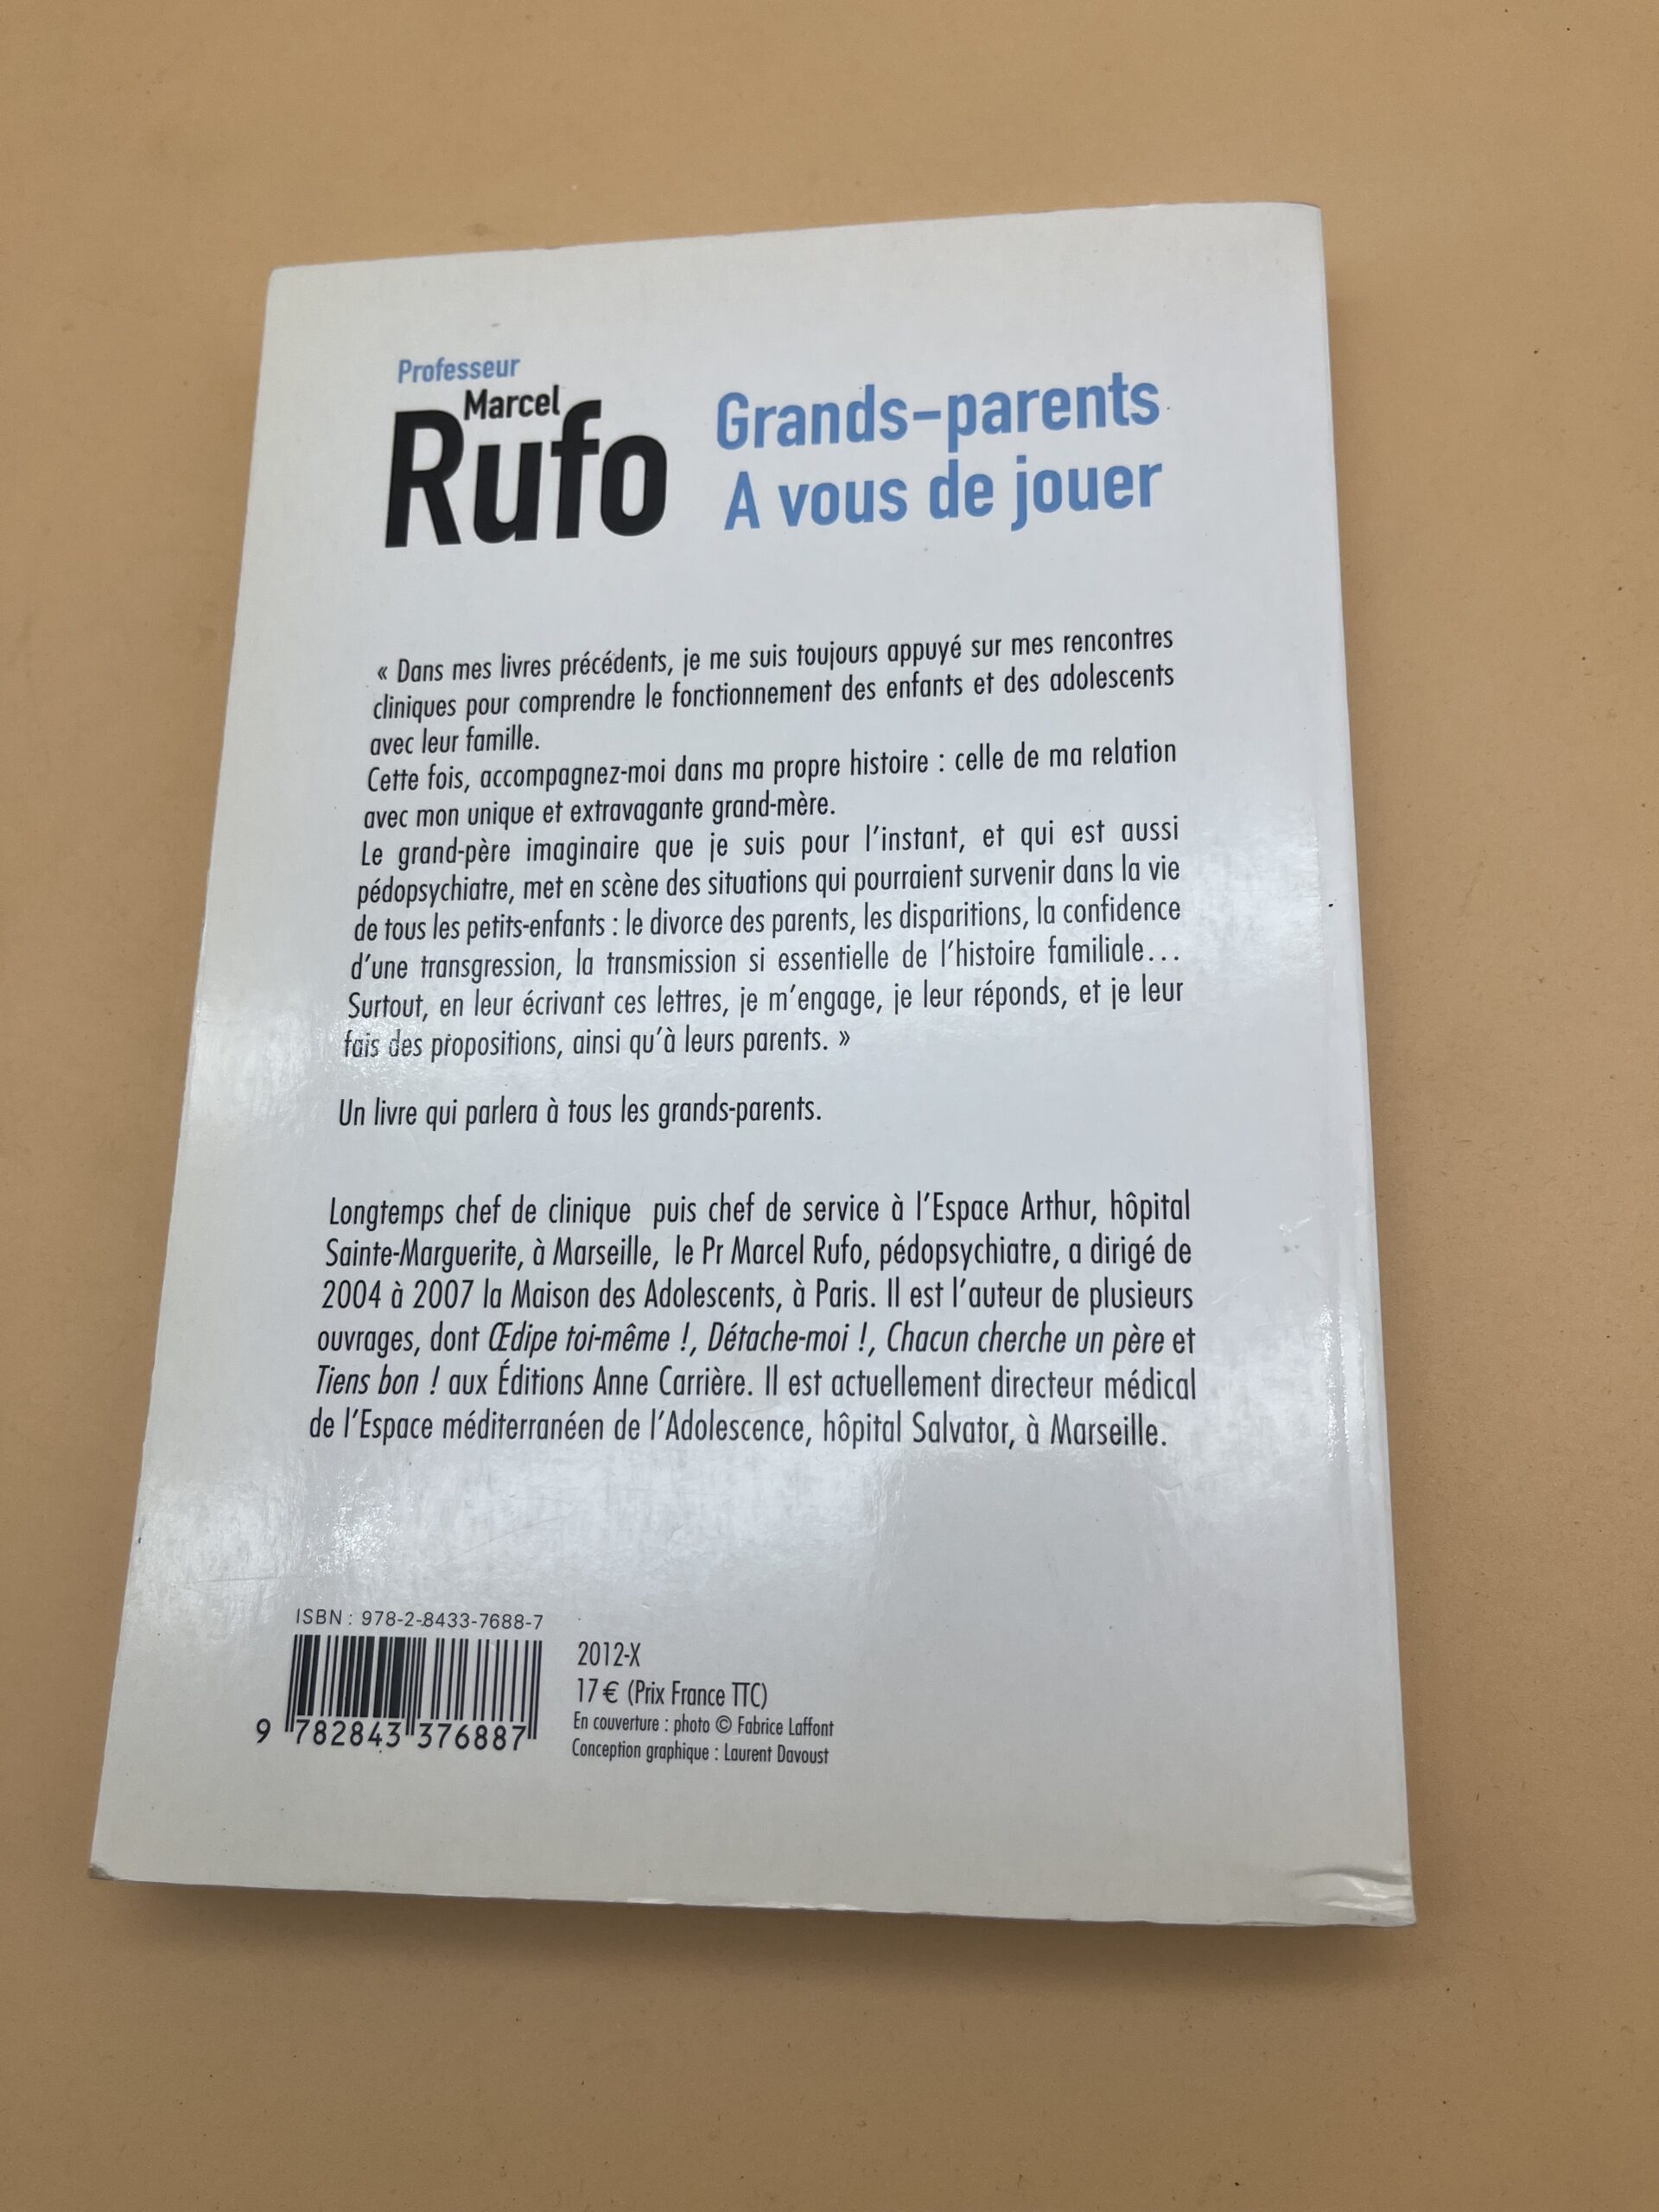 Professeur
Marcel
Rufo
Grands-parents
A vous de jouer
« Dans mes livres précédents, je me suis toujours appuyé sur mes rencontres
cliniques pour comprendre le fonctionnement des enfants et des adolescents
avec leur famille.
Cette fois, accompagnez-moi dans ma propre histoire : celle de ma relation
avec mon unique et extravagante grand-mère.
Le grand-père imaginaire que je suis pour l'instant, et qui est aussi
pédopsychiatre, met en scène des situations qui pourraient survenir dans la vie
de tous les petits-enfants : le divorce des parents, les disparitions, la confidence
d'une transgression, la transmission si essentielle de l'histoire familiale...
Surtout, en leur écrivant ces lettres, je m'engage, je leur réponds, et je leur
fais des propositions, ainsi qu'à leurs parents. »
Un livre qui parlera à tous les grands-parents.
Longtemps chef de clinique puis chef de service à l'Espace Arthur, hôpital
Sainte-Marguerite, à Marseille, le Pr Marcel Rufo, pédopsychiatre, a dirigé de
2004 à 2007 la Maison des Adolescents, à Paris. Il est l'auteur de plusieurs
ouvrages, dont Œdipe toi-même !, Détache-moi !, Chacun cherche un père et
Tiens bon ! aux Éditions Anne Carrière. Il est actuellement directeur médical
de l'Espace méditerranéen de l'Adolescence, hôpital Salvator, à Marseille.
ISBN : 978-2-8433-7688-7
9 782843 376887
2012-X
17 € (Prix France TTC)
En couverture : photo © Fabrice Laffont
Conception graphique : Laurent Davoust